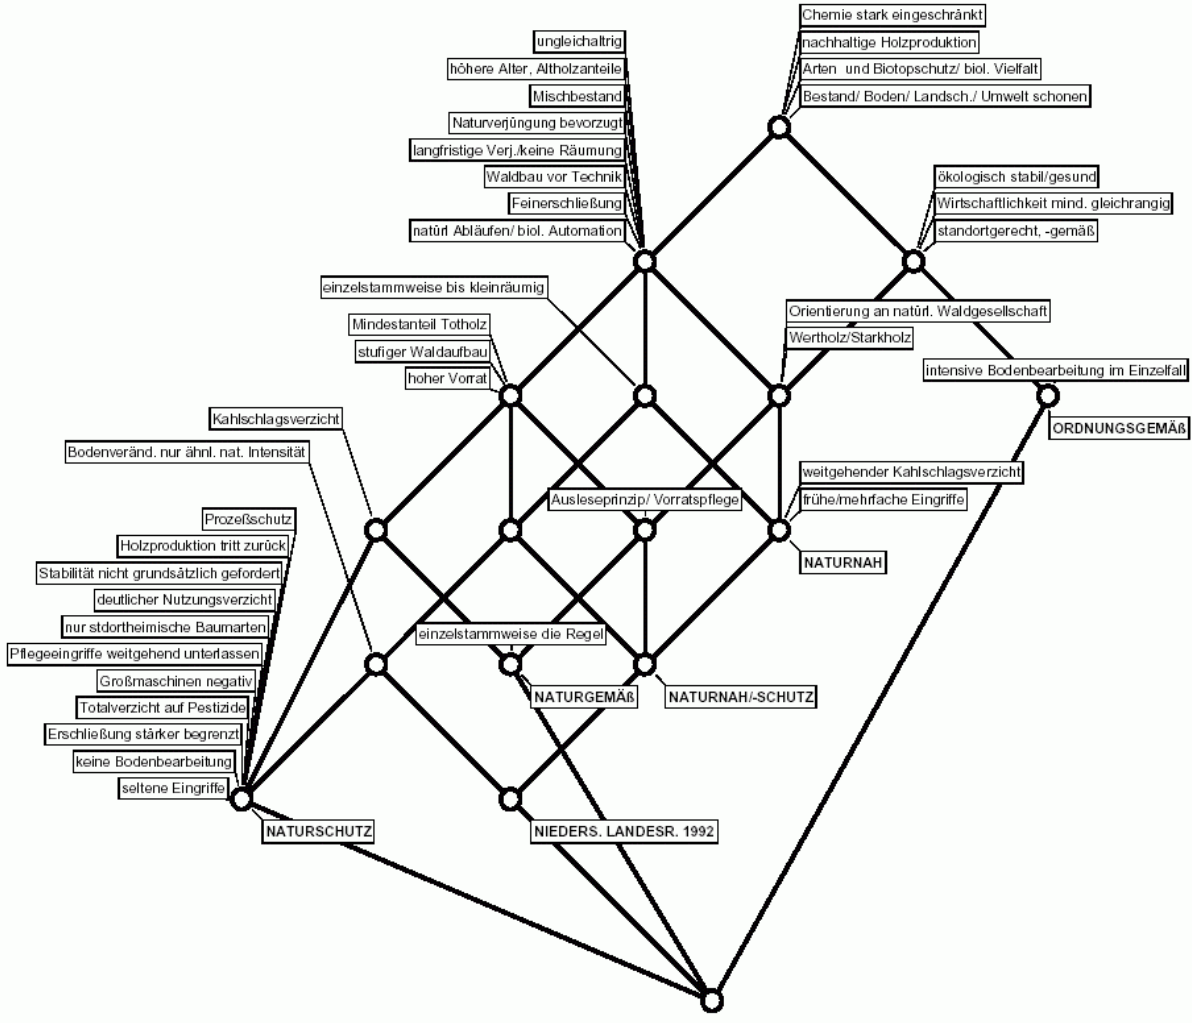 Chemie stark eingeschränkt
nachhaltige Holzproduktion
Arten und Biotopschutz/ biol. Vielfalt
Bestand/ Boden/ Landsch./ Umwelt schonen
ungleichaltrig
höhere Alter, Altholzanteile
Mischbestand
Naturverjüngung bevorzugt
langfristige Verj./keine Räumung
Waldbau vor Technik
Feinerschließung
natürl Abläufen/ biol. Automation
ökologisch stabil/gesund
Wirtschaftlichkeit mind. gleichrangig
standortgerecht, -gemäß
einzelstammweise bis kleinräumig
Mindestanteil Totholz
stufiger Waldaufbau
hoher Vorrat
Orientierung an natürl. Waldgesellschaft
Wertholz/Starkholz
intensive Bodenbearbeitung im Einzelfall
ORDNUNGSGEMÄß
Kahlschlagsverzicht
Bodenveränd. nur ähnl. nat. Intensität
Ausleseprinzip/ Vorratspflege
weitgehender Kahlschlagsverzicht
frühe/mehrfache Eingriffe
NATURNAH
Prozeßschutz
Holzproduktion tritt zurück
Stabilität nicht grundsätzlich gefordert
deutlicher Nutzungsverzicht
nur stdortheimische Baumarten
Pflegeeingriffe weitgehend unterlassen
Großmaschinen negativ
Totalverzicht auf Pestizide
Erschließung stärker begrenzt
keine Bodenbearbeitung
seltene Eingriffe
einzelstammweise die Regel
NATURGEMÄß
NATURNAH/-SCHUTZ
NATURSCHUTZ
NIEDERS. LANDESR. 1992